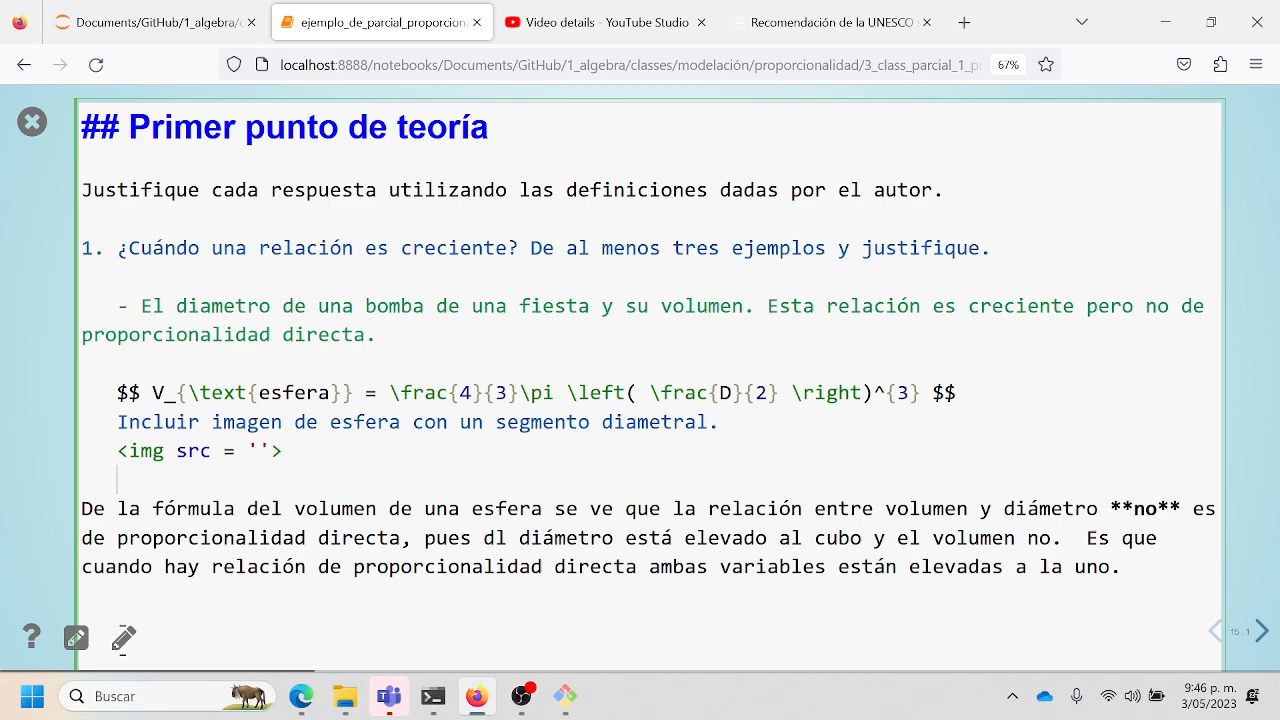 Documents/GitHub/1_algebra/
ejemplo_de_parcial_proporcion
Video details - YouTube Studio
Recomendación de la UNESCO
localhost:8888/notebooks/Documents/GitHub/1_algebra/classes/modelación/proporcionalidad/3_class_parcial_1_p
67%
## Primer punto de teoría
Justifique cada respuesta utilizando las definiciones dadas por el autor.
1. ¿Cuándo una relación es creciente? De al menos tres ejemplos y justifique.
- El diametro de una bomba de una fiesta y su volumen. Esta relación es creciente pero no de
proporcionalidad directa.
$$ V_{\text{esfera}} = \frac{4}{3}\pi \left( \frac{D}{2} \right)^{3} $$
Incluir imagen de esfera con un segmento diametral.
<img src = ''>
De la fórmula del volumen de una esfera se ve que la relación entre volumen y diámetro **no** es
de proporcionalidad directa, pues dl diámetro está elevado al cubo y el volumen no.  Es que
cuando hay relación de proporcionalidad directa ambas variables están elevadas a la uno.
?
15.1
Buscar
9:46 p. m.
3/05/2023